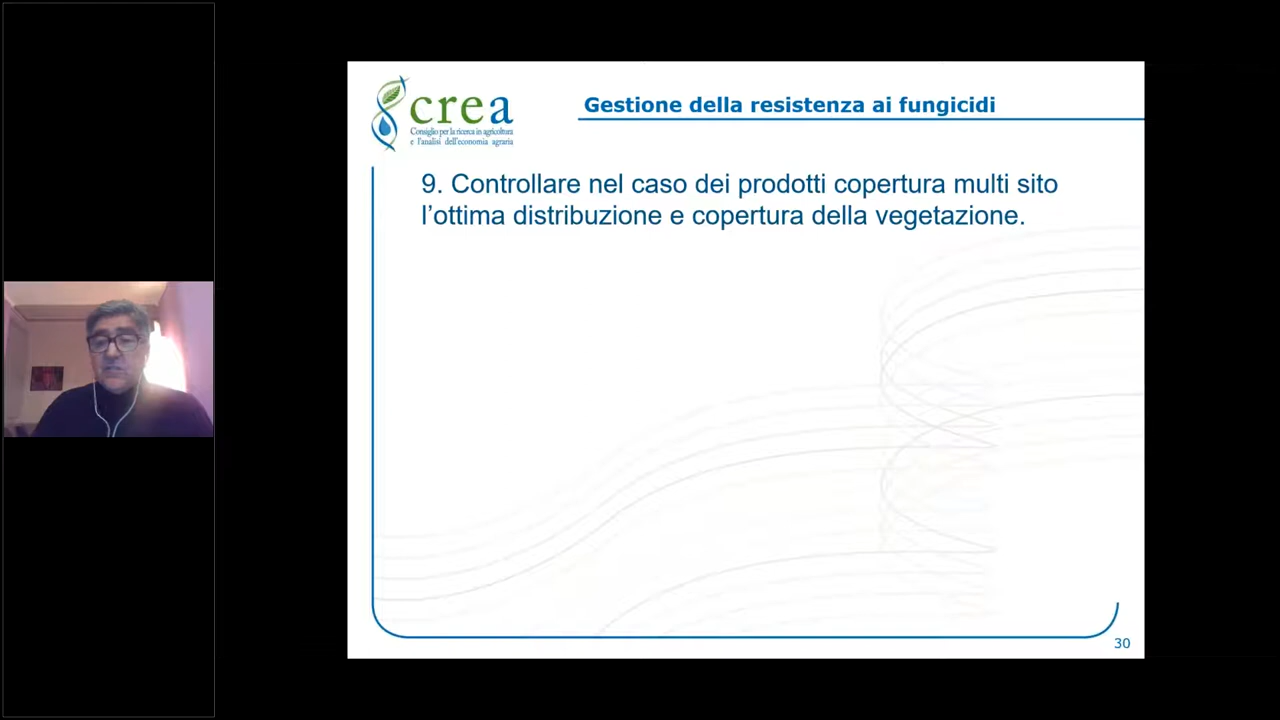 crea
Consiglio per la ricerca in agricoltura
e l'analisi dell'economia agraria
Gestione della resistenza ai fungicidi
9. Controllare nel caso dei prodotti copertura multi sito
l’ottima distribuzione e copertura della vegetazione.
30